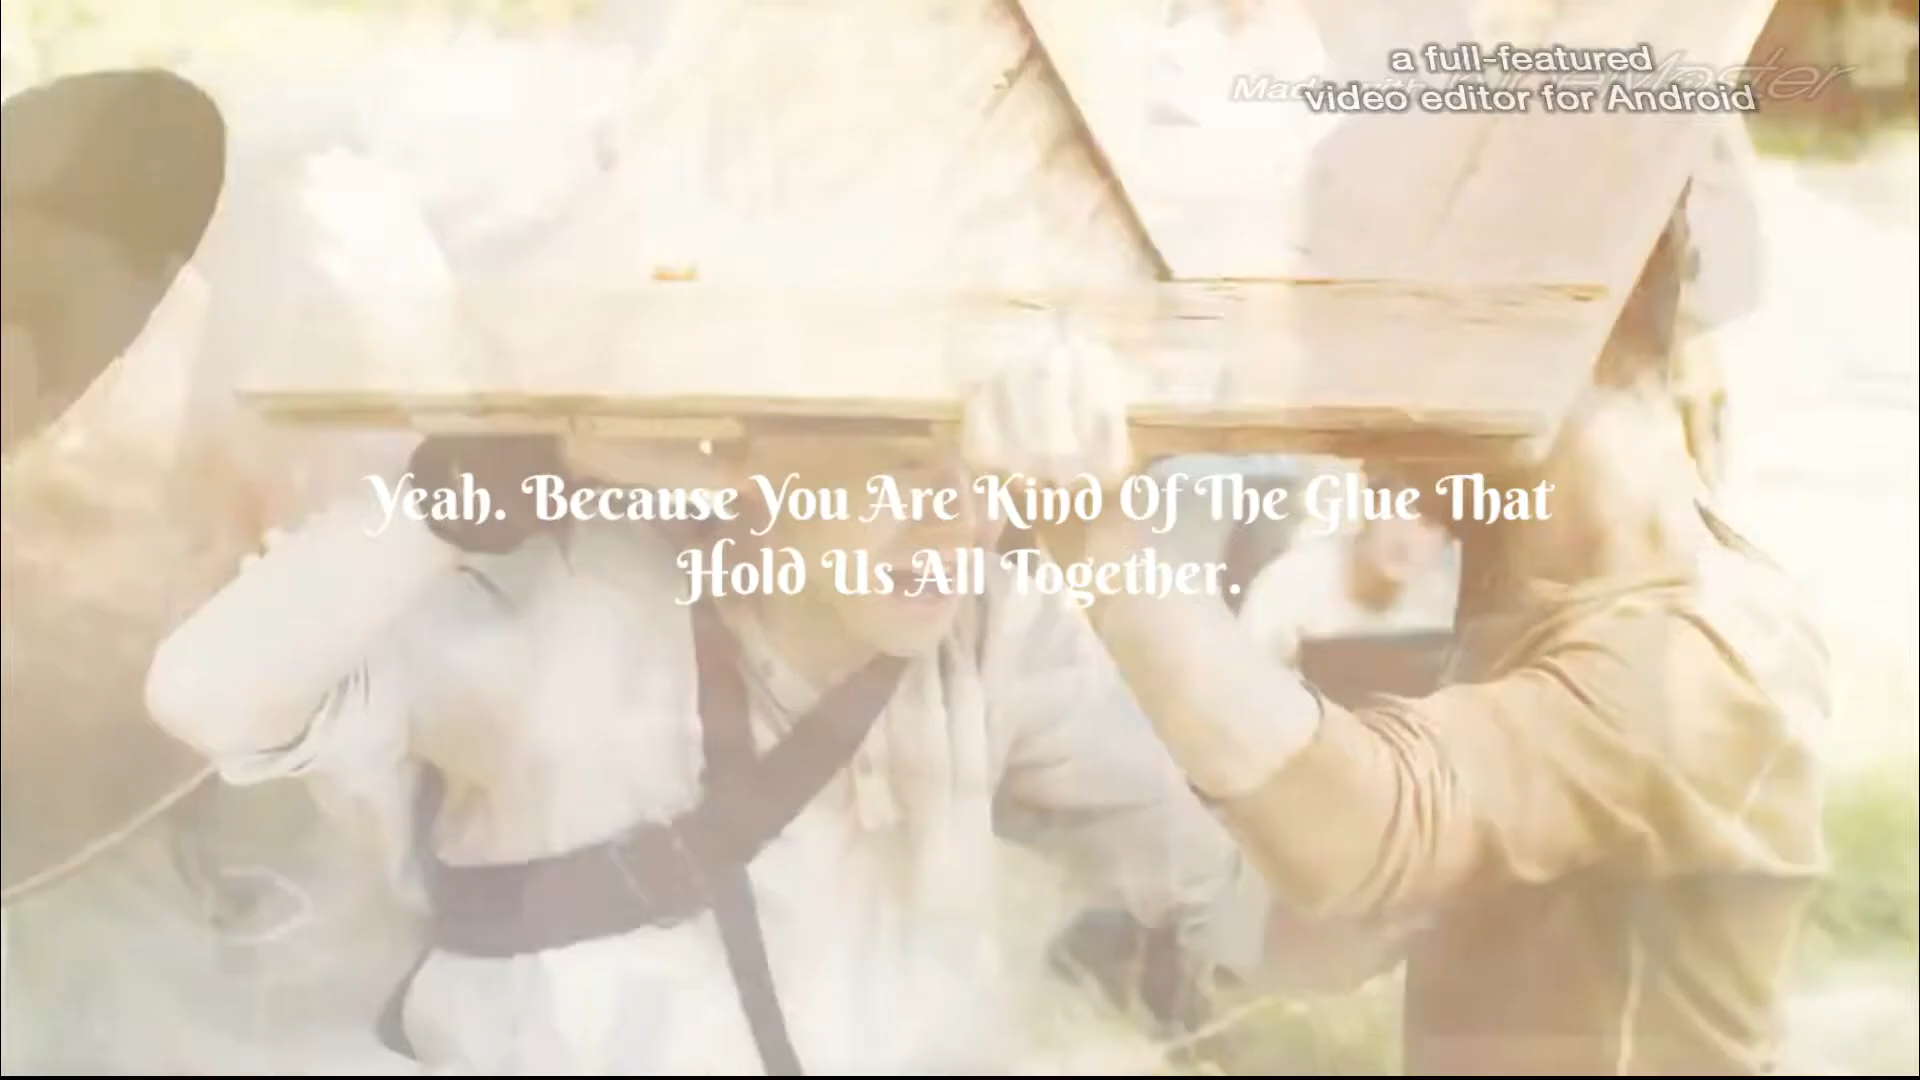 a full-featured
video editor for Android
Yeah. Because You Are Kind Of The Glue That
Hold Us All Together.